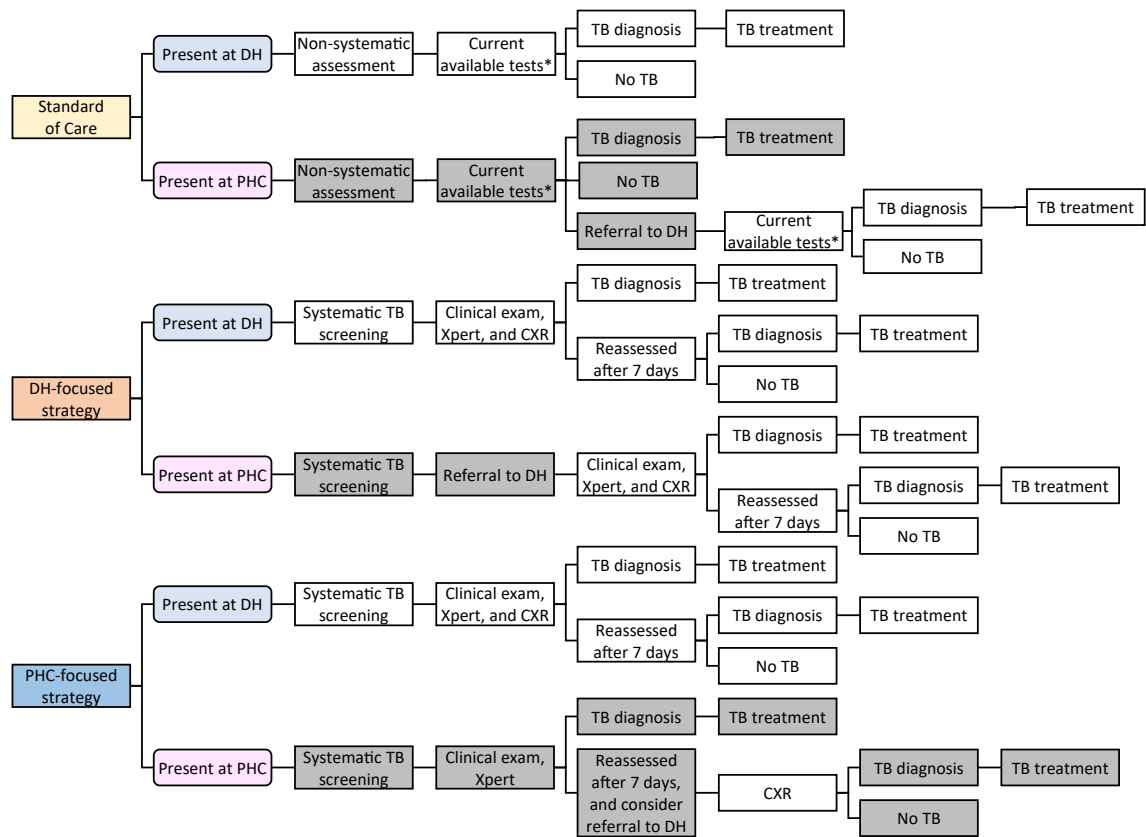 TB diagnosis
TB treatment
Present at DH
Non-systematic
assessment
Current
available tests*
No TB
Standard
of Care
TB diagnosis
TB treatment
Present at PHC
Non-systematic
assessment
Current
available tests*
No TB
Referral to DH
Current
available tests*
TB diagnosis
TB treatment
No TB
TB diagnosis
TB treatment
Present at DH
Systematic TB
screening
Clinical exam,
Xpert, and CXR
Reassessed
after 7 days
TB diagnosis
TB treatment
No TB
DH-focused
strategy
TB diagnosis
TB treatment
Present at PHC
Systematic TB
screening
Referral to DH
Clinical exam,
Xpert, and CXR
Reassessed
after 7 days
TB diagnosis
TB treatment
No TB
TB diagnosis
TB treatment
Present at DH
Systematic TB
screening
Clinical exam,
Xpert, and CXR
Reassessed
after 7 days
TB diagnosis
TB treatment
No TB
PHC-focused
strategy
TB diagnosis
TB treatment
Present at PHC
Systematic TB
screening
Clinical exam,
Xpert
Reassessed
after 7 days,
and consider
referral to DH
CXR
TB diagnosis
TB treatment
No TB